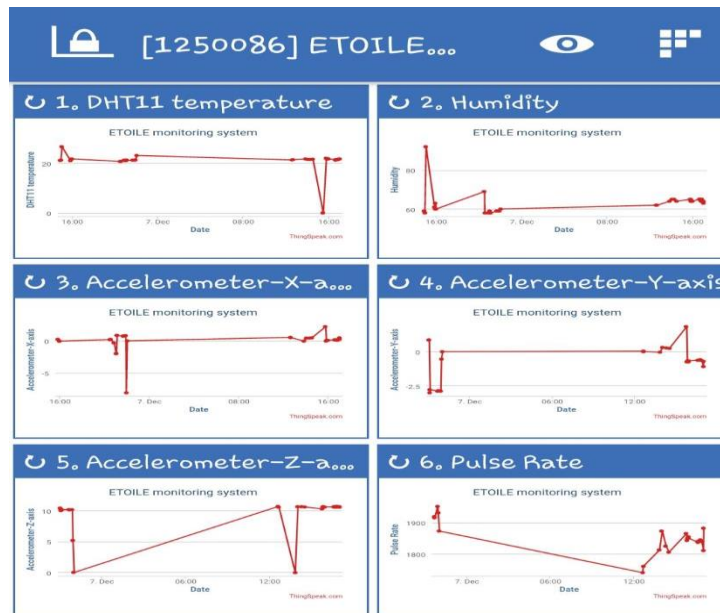 [1250086] ETOILE...
1. DHT11 temperature
ETOILE monitoring system
DHT11 temperature
20
0
16:00
7. Dec
08:00
16:00
Date
ThingSpeak.com
2. Humidity
ETOILE monitoring system
Humidity
80
60
16:00
7. Dec
08:00
16:00
Date
ThingSpeak.com
3. Accelerometer-X-a...
ETOILE monitoring system
Accelerometer-X-axis
0
-5
16:00
7. Dec
08:00
16:00
Date
ThingSpeak.com
4. Accelerometer-Y-axis
ETOILE monitoring system
Accelerometer-Y-axis
0
-2.5
7. Dec
06:00
12:00
Date
ThingSpeak.com
5. Accelerometer-Z-a...
ETOILE monitoring system
Accelerometer-Z-axis
10
5
0
7. Dec
06:00
12:00
Date
ThingSpeak.com
6. Pulse Rate
ETOILE monitoring system
Pulse Rate
1900
1800
7. Dec
06:00
12:00
Date
ThingSpeak.com